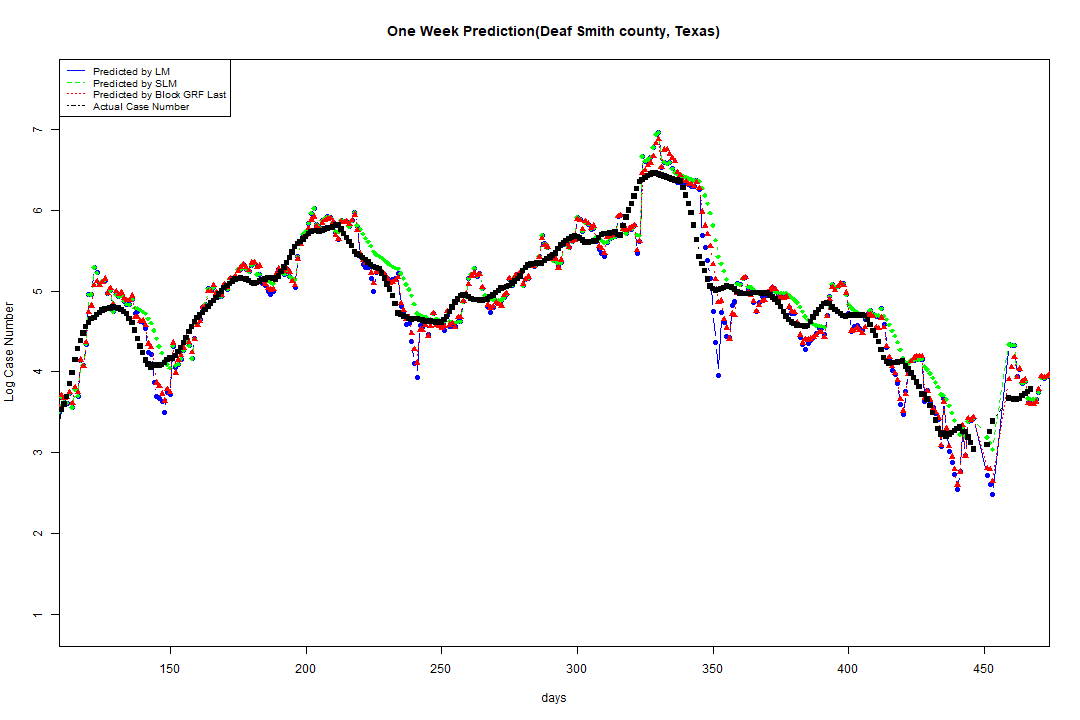 One Week Prediction(Deaf Smith county, Texas)
Predicted by LM
Predicted by SLM
Predicted by Block GRF Last
Actual Case Number
Log Case Number
7
6
5
4
3
2
1
150 200 250 300 350 400 450
days